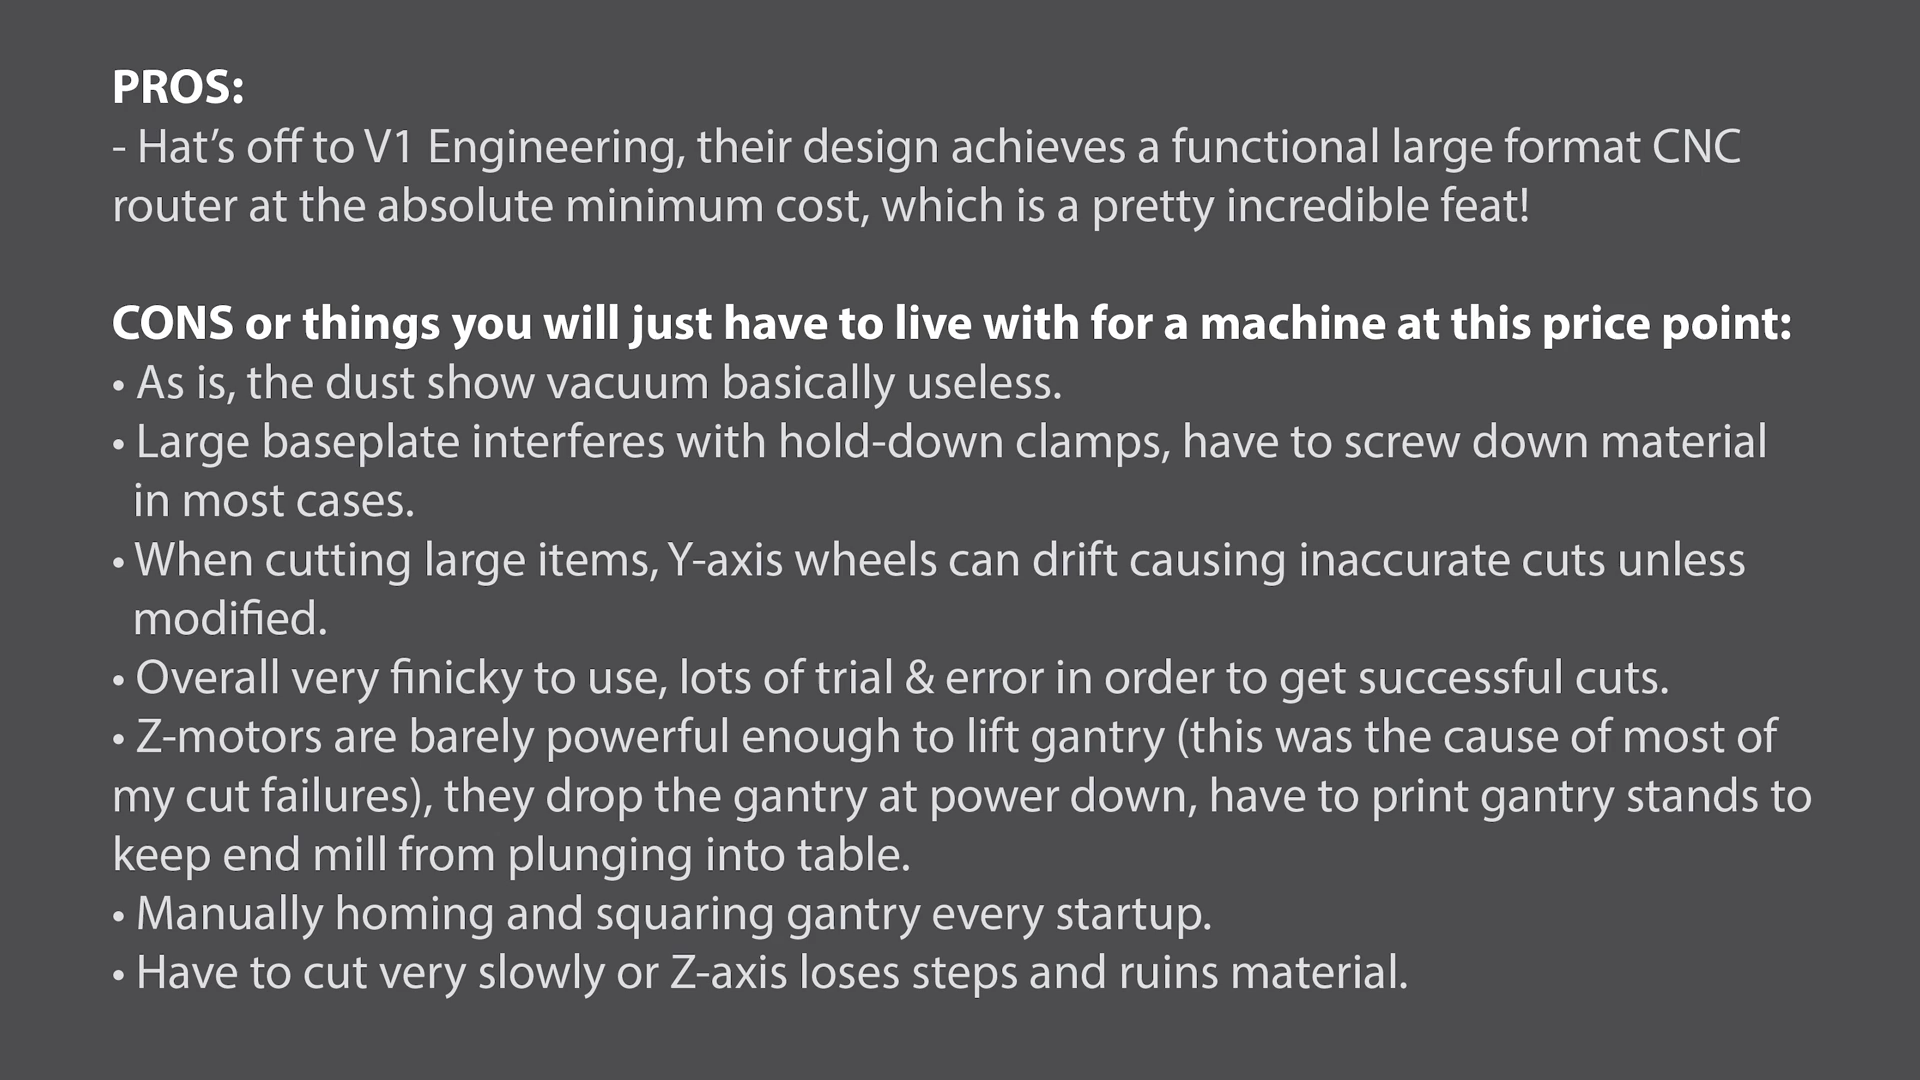 PROS:
- Hat’s off to V1 Engineering, their design achieves a functional large format CNC
router at the absolute minimum cost, which is a pretty incredible feat!
CONS or things you will just have to live with for a machine at this price point:
• As is, the dust show vacuum basically useless.
• Large baseplate interferes with hold-down clamps, have to screw down material
in most cases.
• When cutting large items, Y-axis wheels can drift causing inaccurate cuts unless
modified.
• Overall very finicky to use, lots of trial & error in order to get successful cuts.
• Z-motors are barely powerful enough to lift gantry (this was the cause of most of
my cut failures), they drop the gantry at power down, have to print gantry stands to
keep end mill from plunging into table.
• Manually homing and squaring gantry every startup.
• Have to cut very slowly or Z-axis loses steps and ruins material.